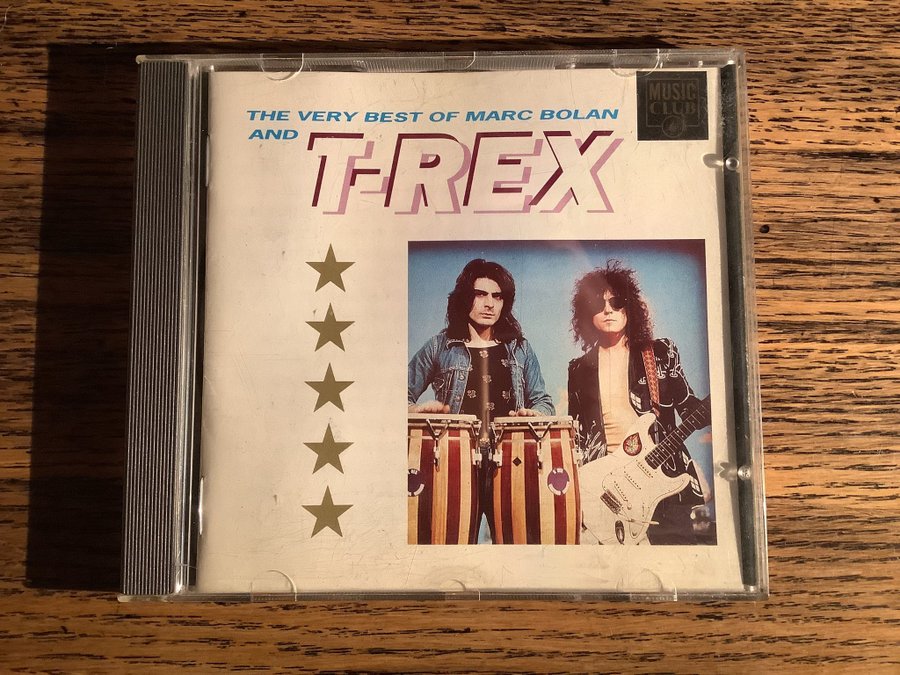 THE VERY BEST OF MARC BOLAN
AND T-REX
MUSIC
CLUB